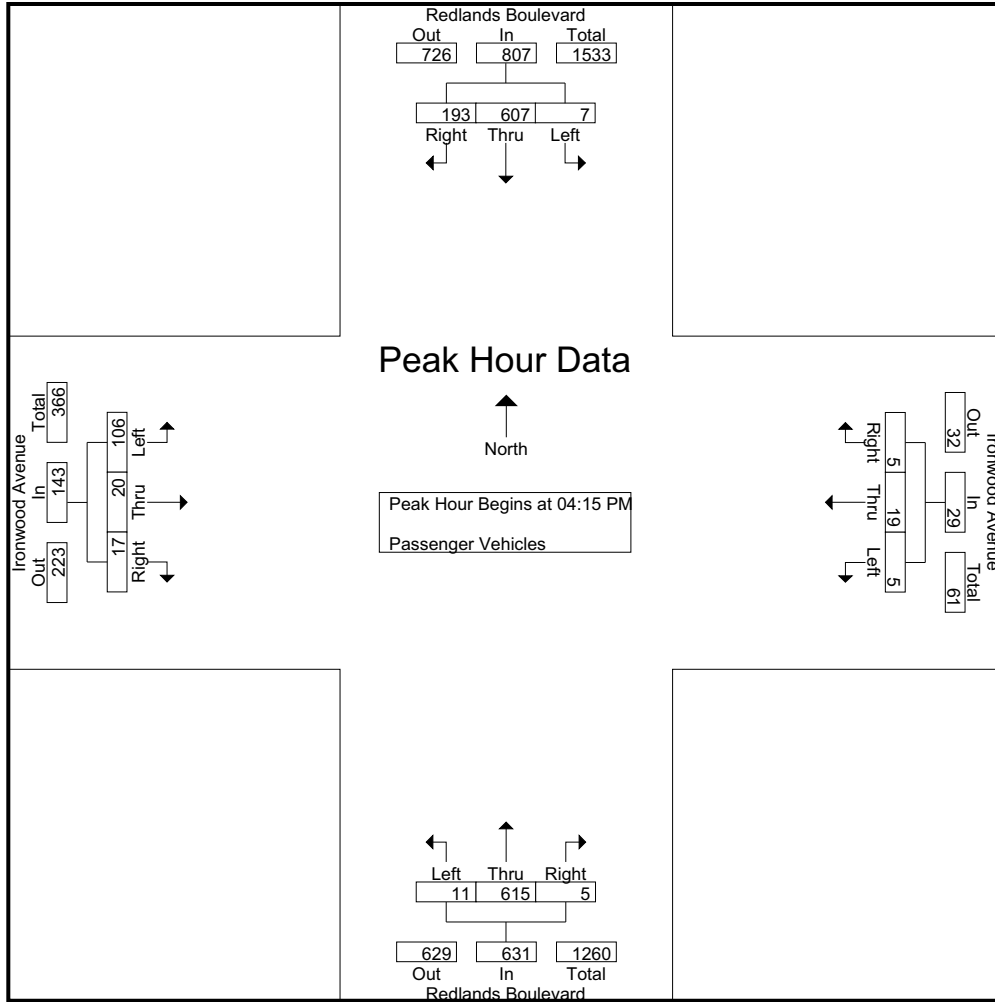 Redlands Boulevard
Out In Total
726 807 1533
193 607 7
Right Thru Left
Peak Hour Data
North
Peak Hour Begins at 04:15 PM
Passenger Vehicles
Ironwood Avenue
Out In Total
223 143 366
106 20 17
Left Thru Right
Ironwood Avenue
Out In Total
32 29 61
5 19 5
Right Thru Left
Left Thru Right
11 615 5
629 631 1260
Out In Total
Redlands Boulevard